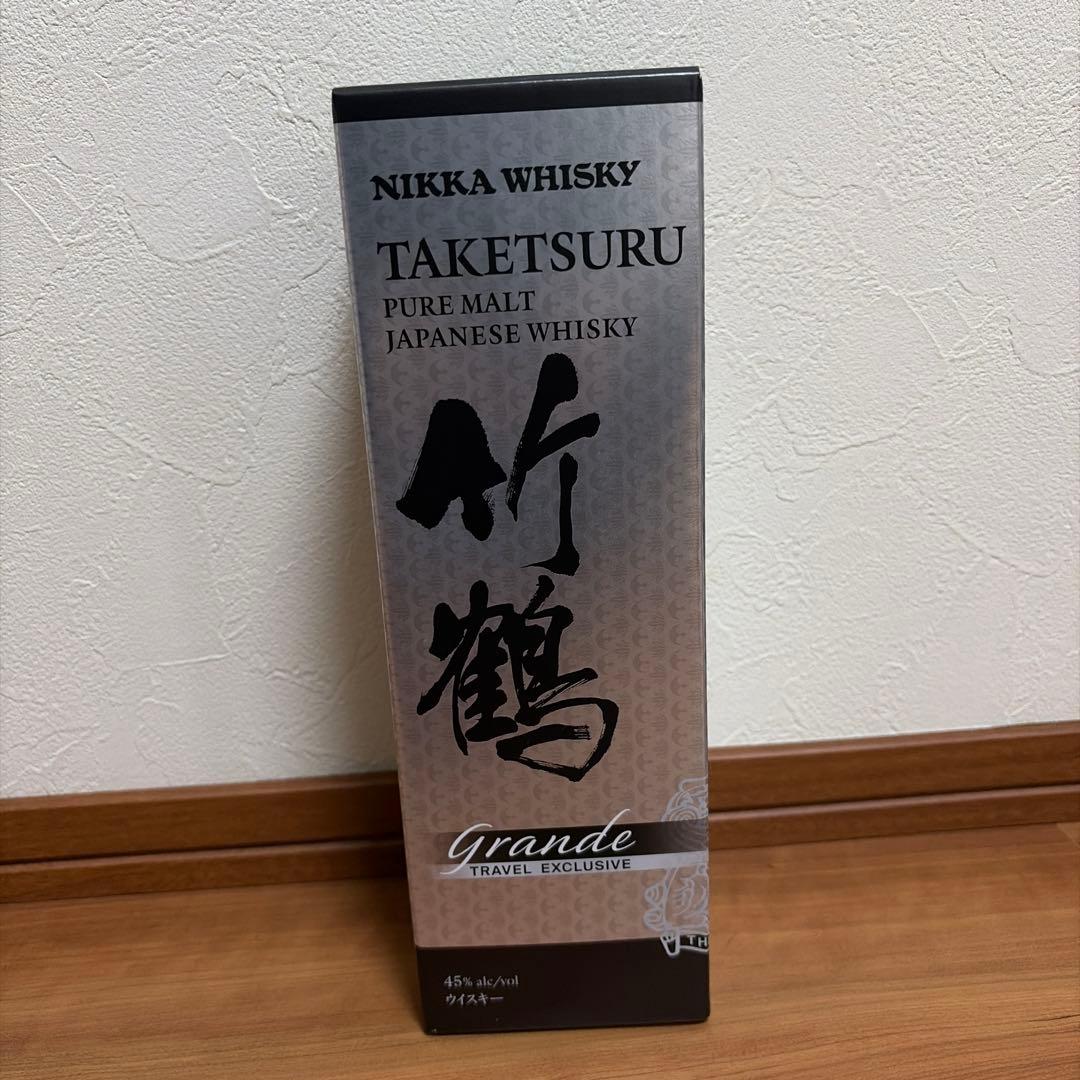 NIKKA WHISKY
TAKETSURU
PURE MALT
JAPANESE WHISKY
竹鶴
Grande
TRAVEL EXCLUSIVE
TH
45% alc/vol
ウイスキー